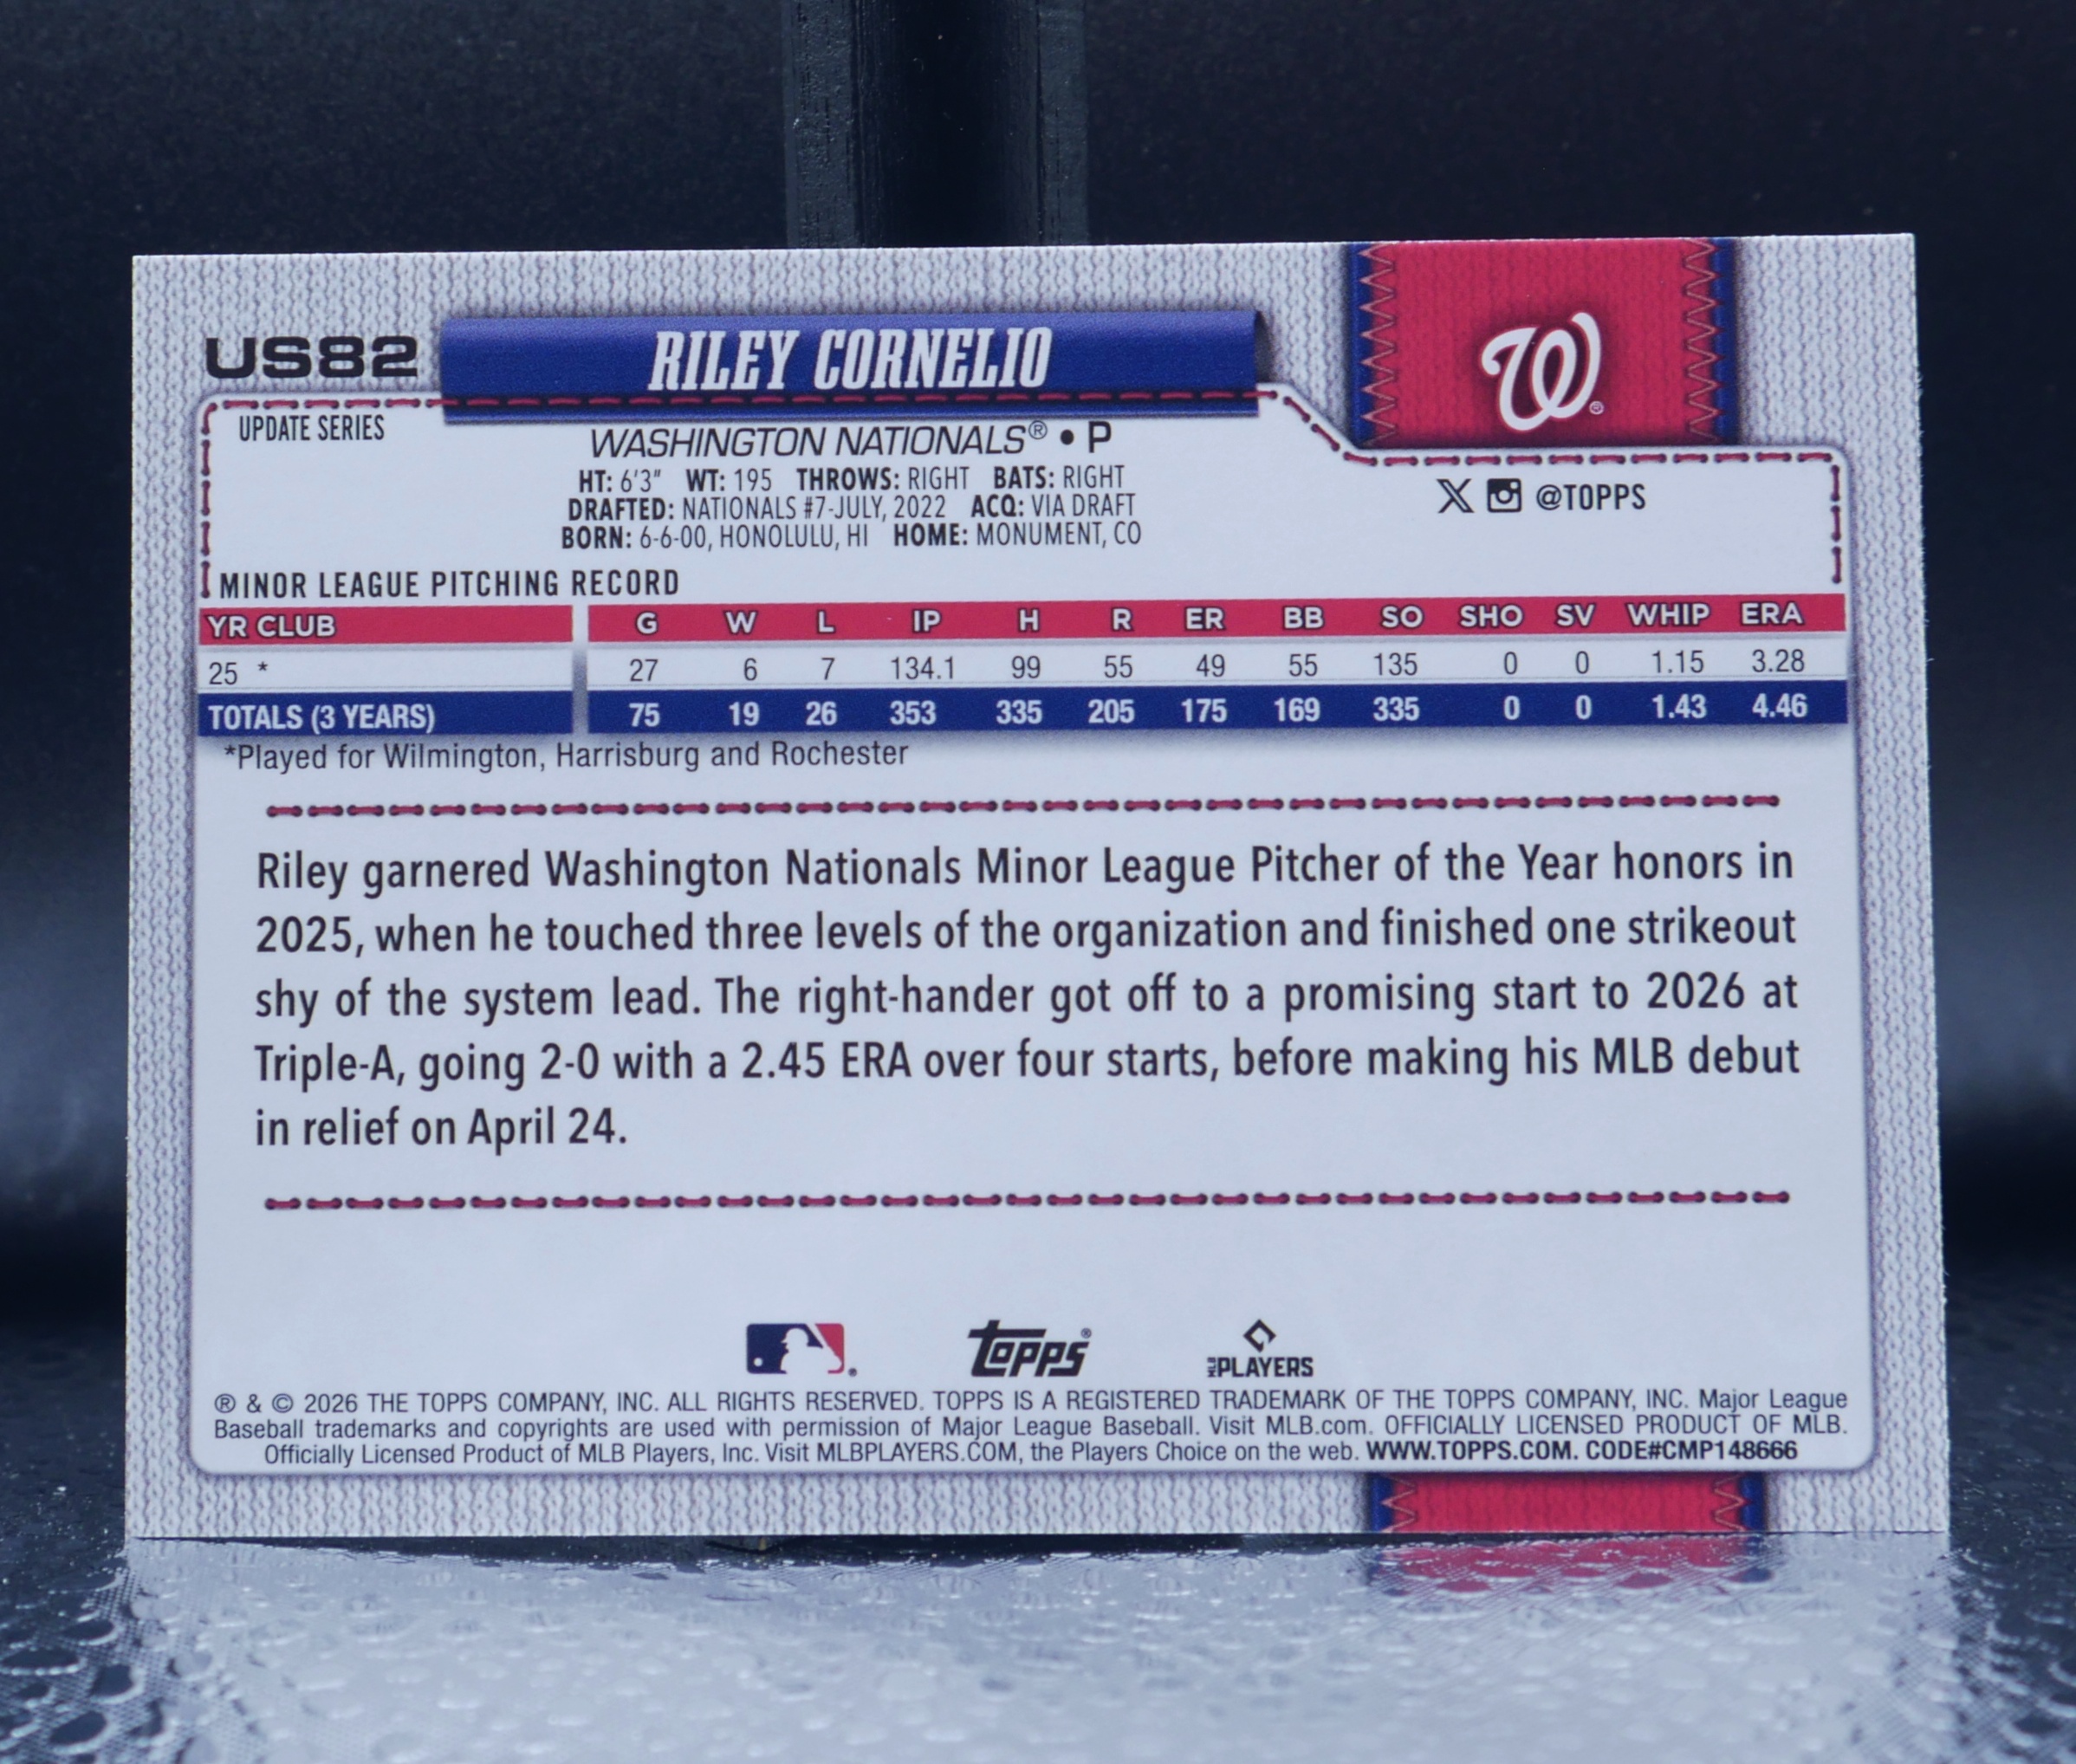 US82
RILEY CORNELIO
W®
UPDATE SERIES
WASHINGTON NATIONALS® • P
HT: 6'3" WT: 195 THROWS: RIGHT BATS: RIGHT
DRAFTED: NATIONALS #7-JULY, 2022 ACQ: VIA DRAFT
BORN: 6-6-00, HONOLULU, HI HOME: MONUMENT, CO
@TOPPS
MINOR LEAGUE PITCHING RECORD
YR CLUB G W L IP H R ER BB SO SHO SV WHIP ERA
25 * 27 6 7 134.1 99 55 49 55 135 0 0 1.15 3.28
TOTALS (3 YEARS) 75 19 26 353 335 205 175 169 335 0 0 1.43 4.46
*Played for Wilmington, Harrisburg and Rochester
Riley garnered Washington Nationals Minor League Pitcher of the Year honors in
2025, when he touched three levels of the organization and finished one strikeout
shy of the system lead. The right-hander got off to a promising start to 2026 at
Triple-A, going 2-0 with a 2.45 ERA over four starts, before making his MLB debut
in relief on April 24.
Topps®
MLB PLAYERS
® & © 2026 THE TOPPS COMPANY, INC. ALL RIGHTS RESERVED. TOPPS IS A REGISTERED TRADEMARK OF THE TOPPS COMPANY, INC. Major League
Baseball trademarks and copyrights are used with permission of Major League Baseball. Visit MLB.com. OFFICIALLY LICENSED PRODUCT OF MLB.
Officially Licensed Product of MLB Players, Inc. Visit MLBPLAYERS.COM, the Players Choice on the web. WWW.TOPPS.COM. CODE#CMP148666